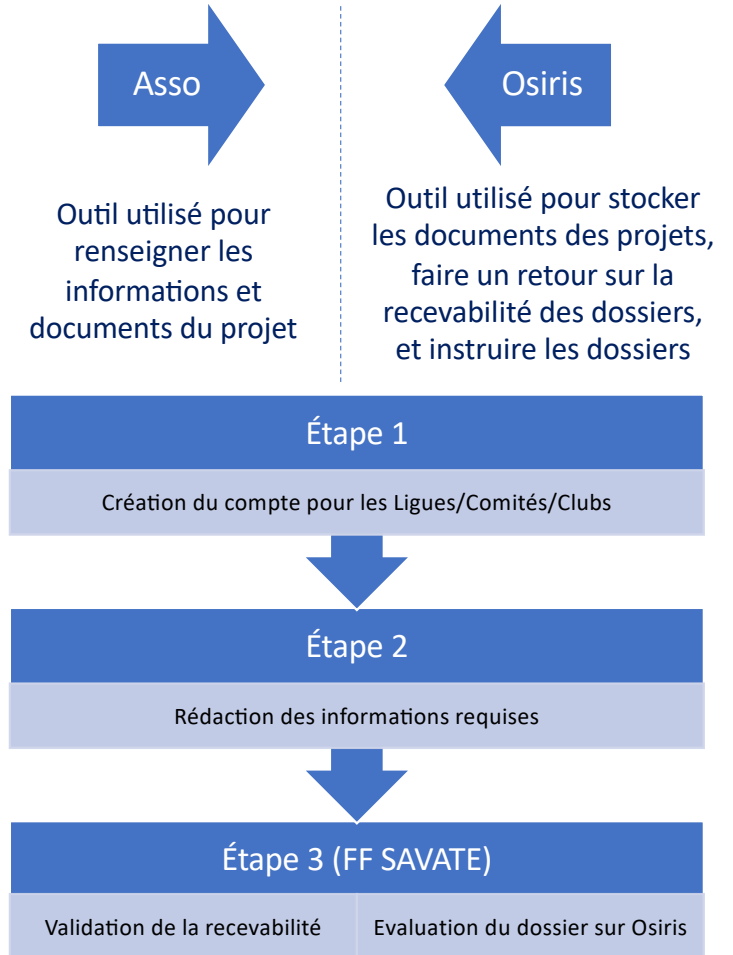 Asso
Osiris
Outil utilisé pour
renseigner les
informations et
documents du projet
Outil utilisé pour stocker
les documents des projets,
faire un retour sur la
recevabilité des dossiers,
et instruire les dossiers
Étape 1
Création du compte pour les Ligues/Comités/Clubs
Étape 2
Rédaction des informations requises
Étape 3 (FF SAVATE)
Validation de la recevabilité
Evaluation du dossier sur Osiris